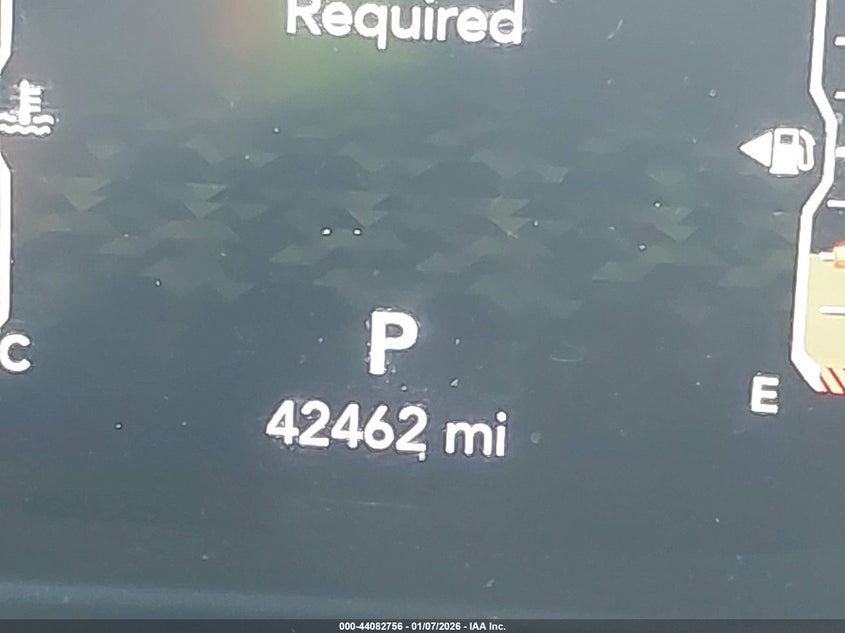 Required
C
P
E
42462 mi
000-44082756 - 01/07/2026 - IAA Inc.